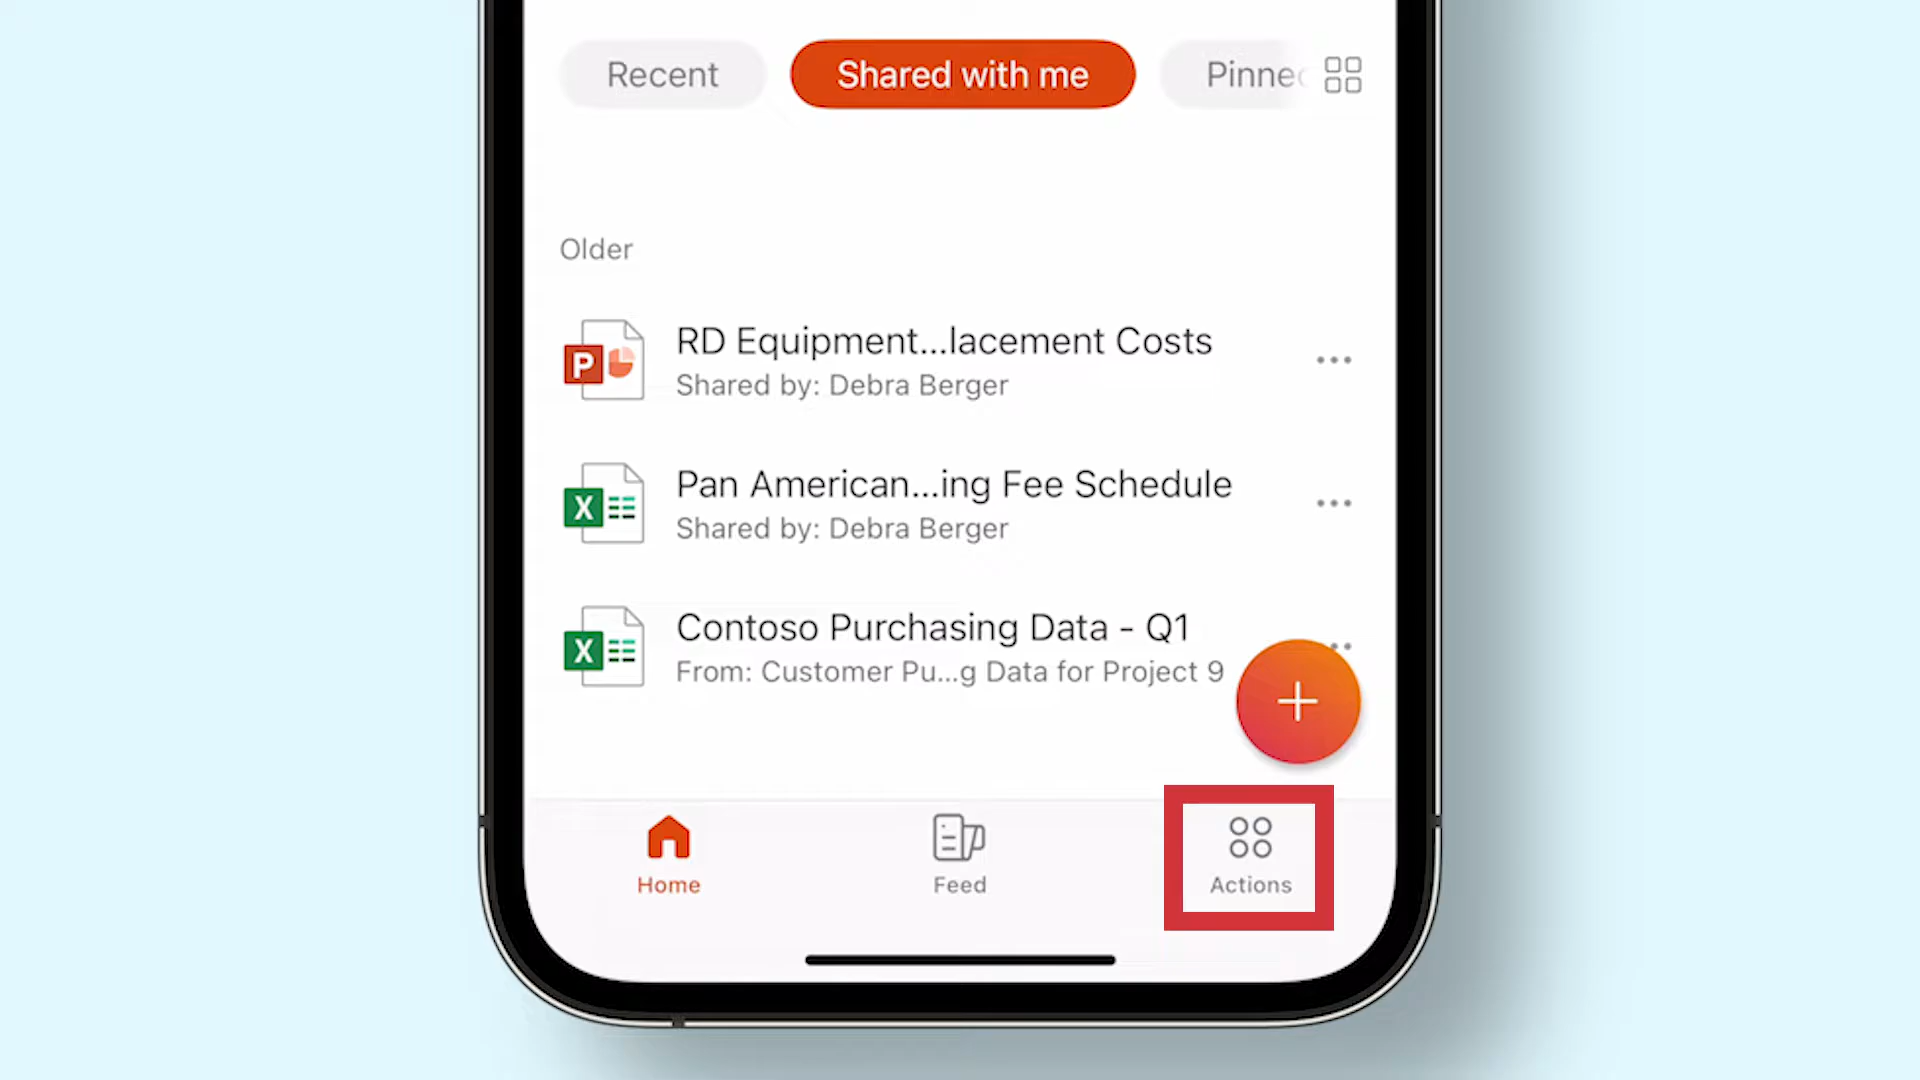 Recent
Shared with me
Pinned
Older
P
RD Equipment...lacement Costs
Shared by: Debra Berger
X
Pan American...ing Fee Schedule
Shared by: Debra Berger
X
Contoso Purchasing Data - Q1
From: Customer Pu...g Data for Project 9
Home
Feed
Actions